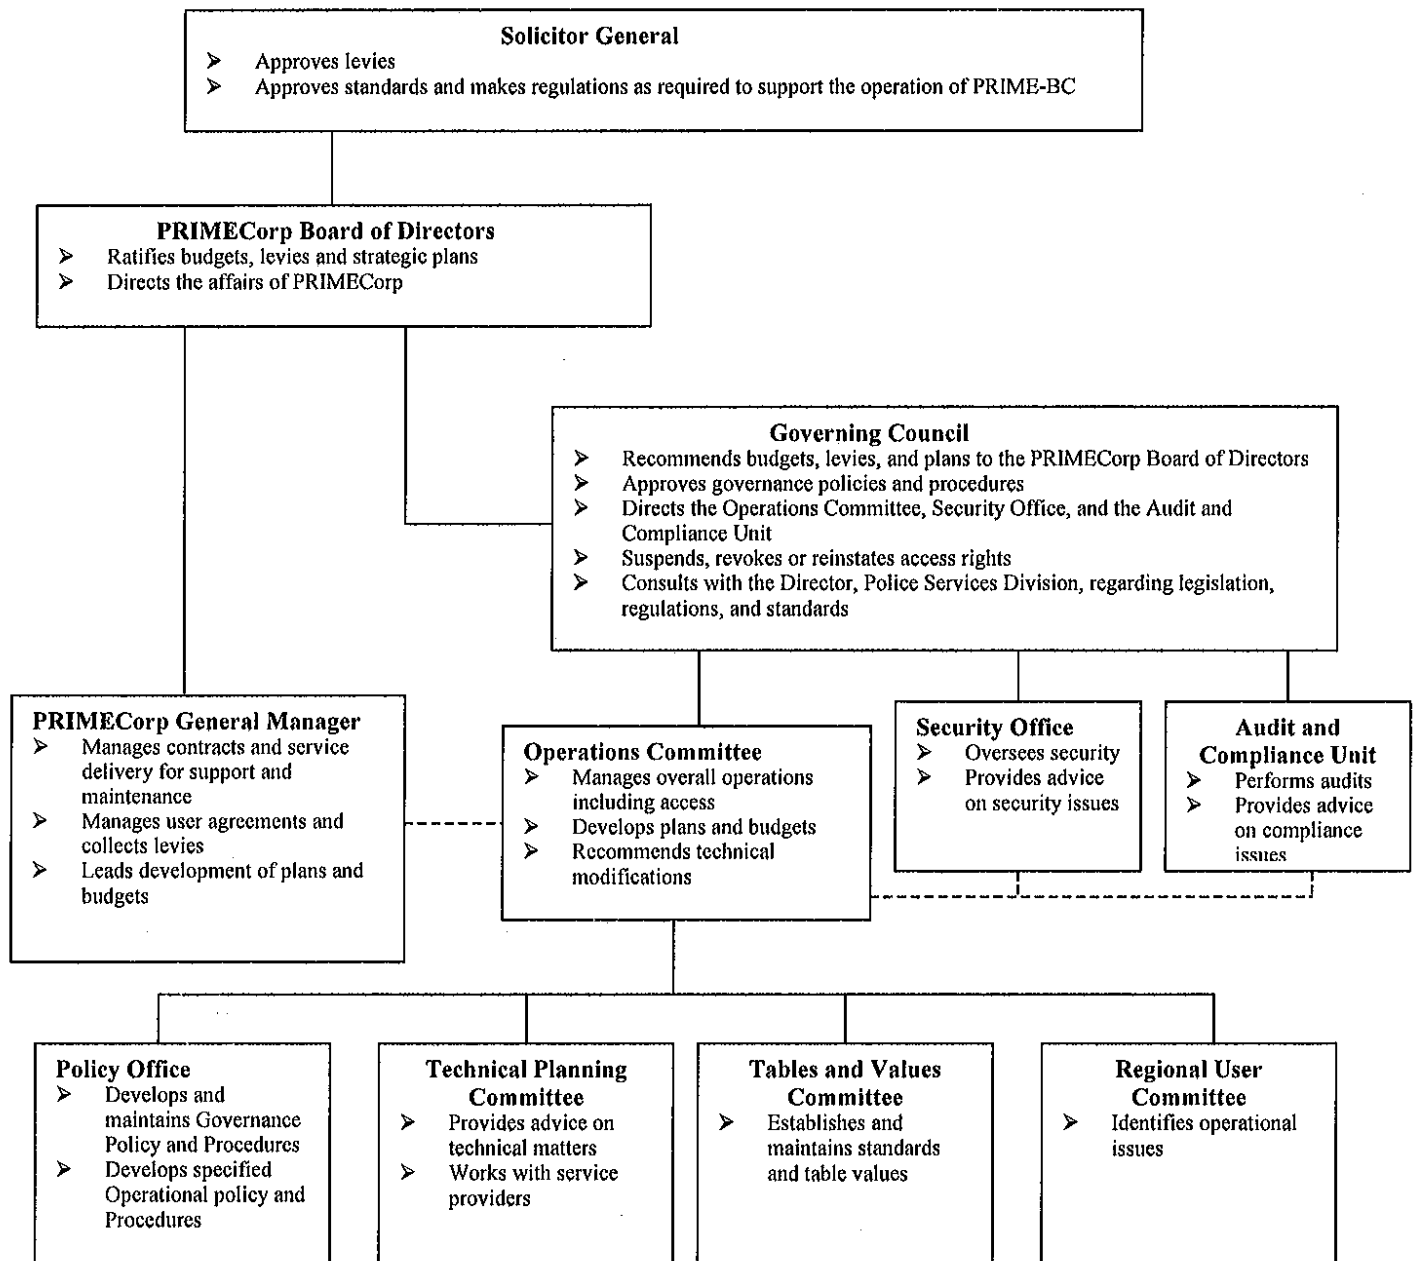 Solicitor General
➤ Approves levies
➤ Approves standards and makes regulations as required to support the operation of PRIME-BC
PRIMECorp Board of Directors
➤ Ratifies budgets, levies and strategic plans
➤ Directs the affairs of PRIMECorp
Governing Council
➤ Recommends budgets, levies, and plans to the PRIMECorp Board of Directors
➤ Approves governance policies and procedures
➤ Directs the Operations Committee, Security Office, and the Audit and
Compliance Unit
➤ Suspends, revokes or reinstates access rights
➤ Consults with the Director, Police Services Division, regarding legislation,
regulations, and standards
PRIMECorp General Manager
➤ Manages contracts and service
delivery for support and
maintenance
➤ Manages user agreements and
collects levies
➤ Leads development of plans and
budgets
Operations Committee
➤ Manages overall operations
including access
➤ Develops plans and budgets
➤ Recommends technical
modifications
Security Office
➤ Oversees security
➤ Provides advice
on security issues
Audit and
Compliance Unit
➤ Performs audits
➤ Provides advice
on compliance
issues
Policy Office
➤ Develops and
maintains Governance
Policy and Procedures
➤ Develops specified
Operational policy and
Procedures
Technical Planning
Committee
➤ Provides advice on
technical matters
➤ Works with service
providers
Tables and Values
Committee
➤ Establishes and
maintains standards
and table values
Regional User
Committee
➤ Identifies operational
issues